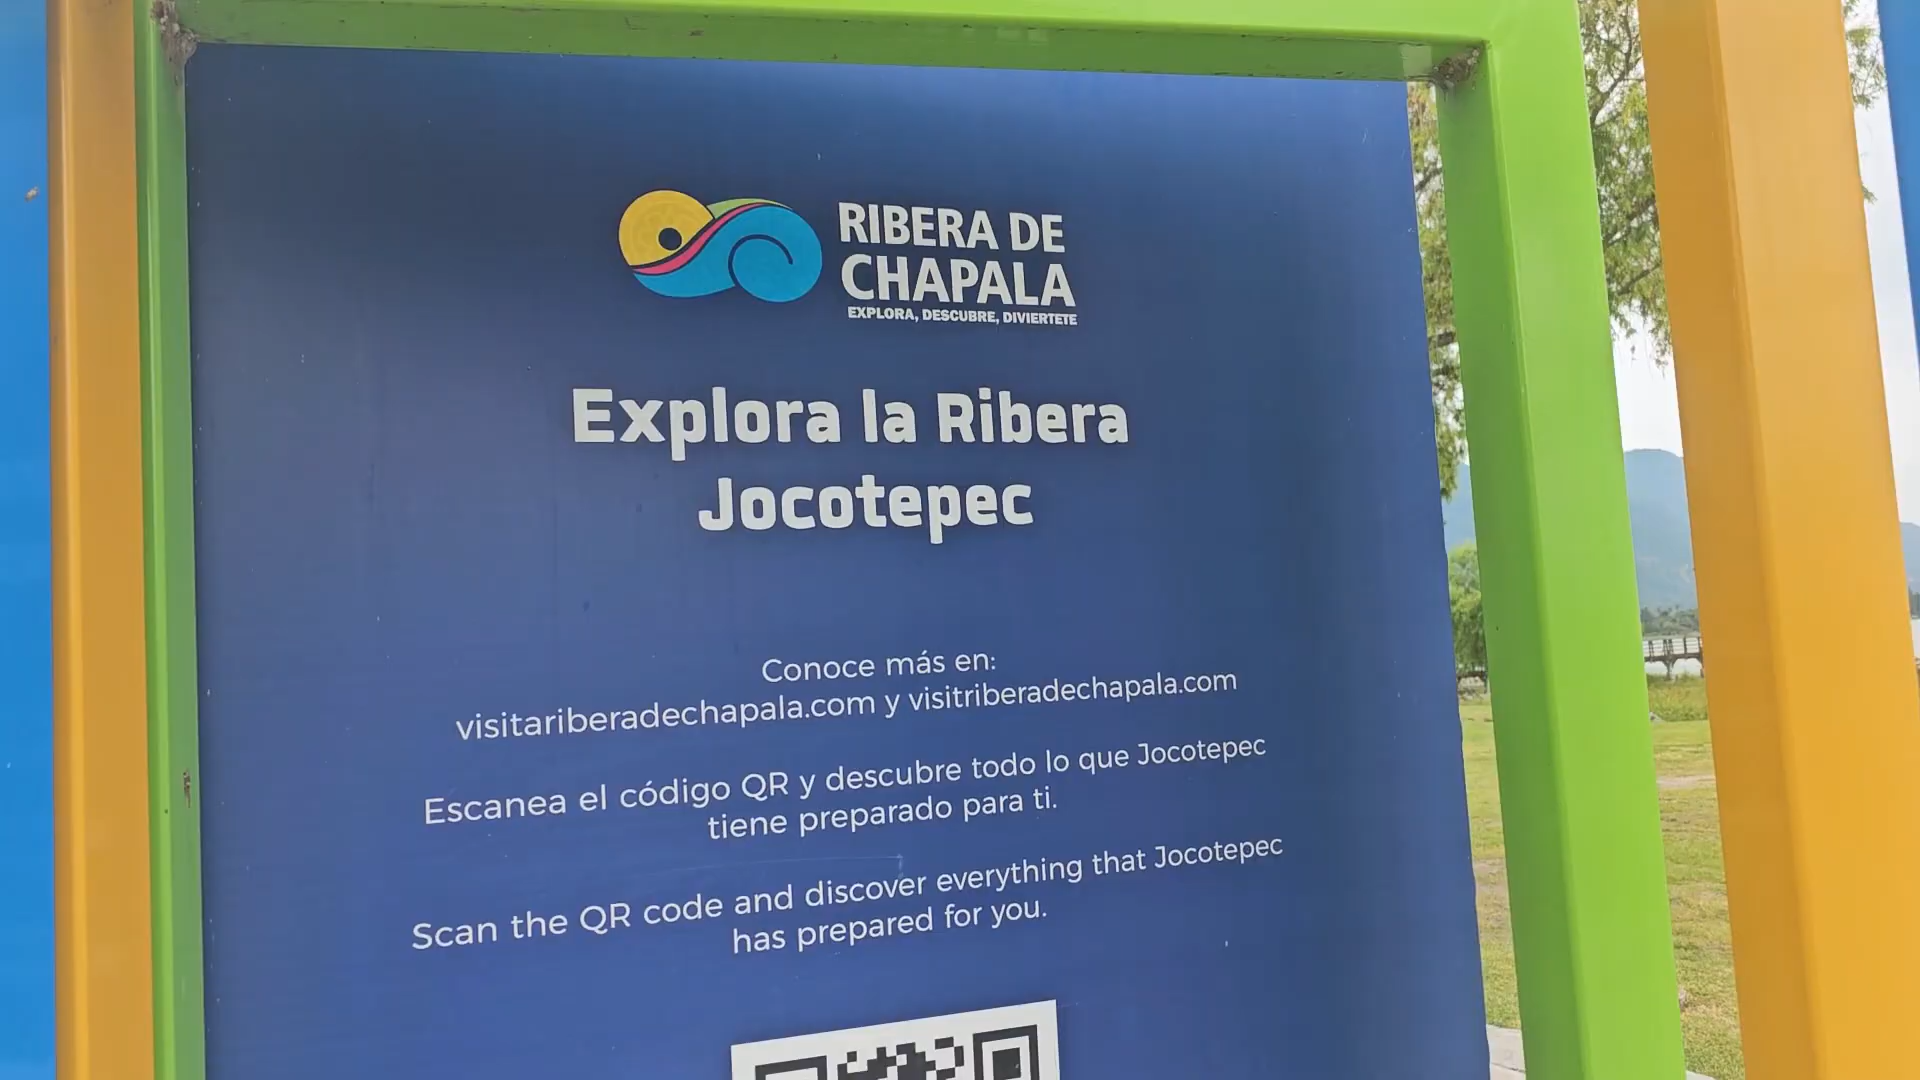 RIBERA DE
CHAPALA
EXPLORA, DESCUBRE, DIVIERTETE
Explora la Ribera
Jocotepec
Conoce más en:
visitariberadechapala.com y visitriberadechapala.com
Escanea el código QR y descubre todo lo que Jocotepec
tiene preparado para ti.
Scan the QR code and discover everything that Jocotepec
has prepared for you.